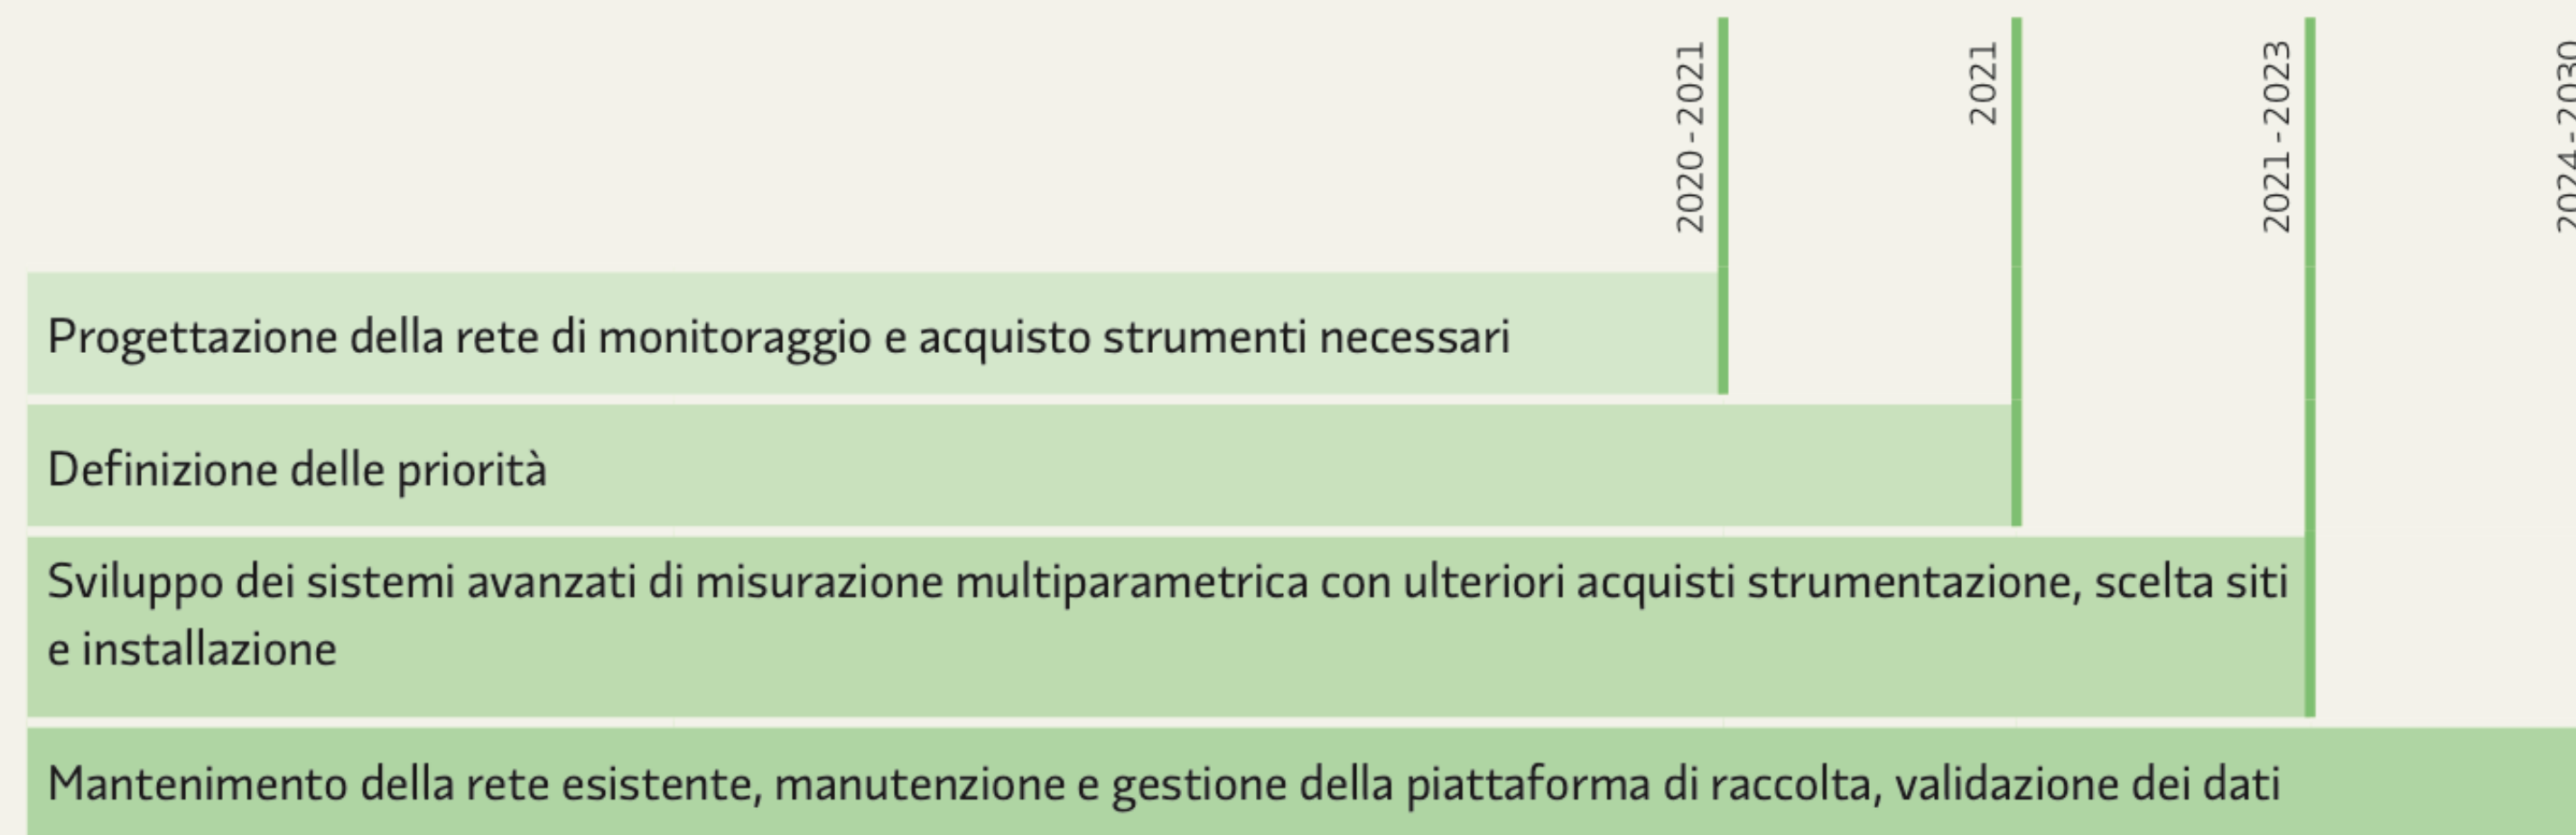 2020 - 2021
2021
2021 - 2023
2024 - 2030
Progettazione della rete di monitoraggio e acquisto strumenti necessari
Definizione delle priorità
Sviluppo dei sistemi avanzati di misurazione multiparametrica con ulteriori acquisti strumentazione, scelta siti
e installazione
Mantenimento della rete esistente, manutenzione e gestione della piattaforma di raccolta, validazione dei dati